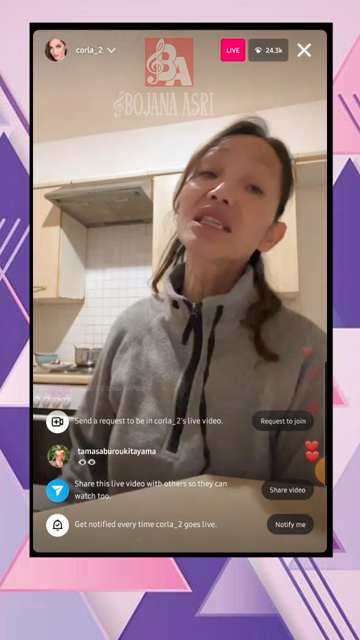 corla_2
LIVE
24.3k
BA
BOJANA ASRI
Send a request to be in corla_2's live video.
Request to join
tamasaburoukitayama
👀
Share this live video with others so they can
watch too.
Share video
Get notified every time corla_2 goes live.
Notify me